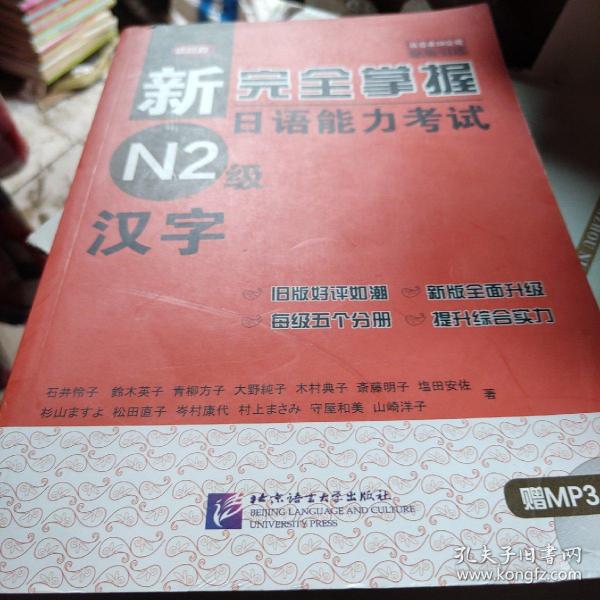 新 完全掌握
日语能力考试
N2级
汉字
旧版好评如潮 新版全面升级
每级五个分册 提升综合实力
石井怜子 鈴木英子 青柳方子 大野純子 木村典子 斎藤明子 塩田安佐
杉山ますよ 松田直子 岑村康代 村上まさみ 守屋和美 山崎洋子 著
北京语言大学出版社
BEIJING LANGUAGE AND CULTURE
UNIVERSITY PRESS
赠MP3
孔夫子旧书网
www.kongfz.com